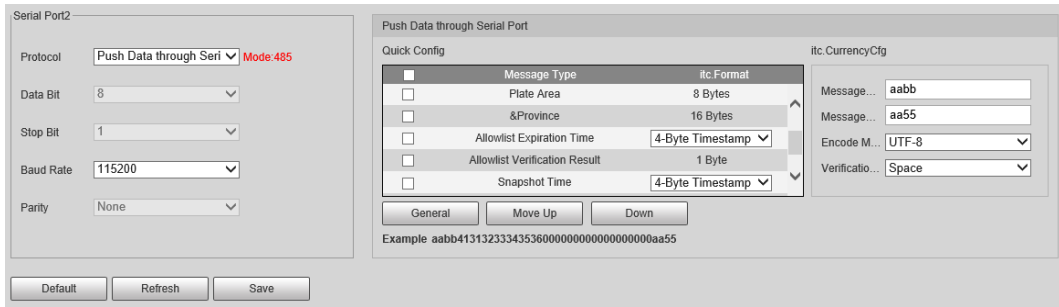 Serial Port2
Protocol
Push Data through Seri
Mode:485
Data Bit
8
Stop Bit
1
Baud Rate
115200
Parity
None
Push Data through Serial Port
Quick Config
Message Type itc.Format
Plate Area 8 Bytes
&Province 16 Bytes
Allowlist Expiration Time 4-Byte Timestamp
Allowlist Verification Result 1 Byte
Snapshot Time 4-Byte Timestamp
General Move Up Down
Example aabb413132333435360000000000000000000aa55
itc.CurrencyCfg
Message... aabb
Message... aa55
Encode M... UTF-8
Verificatio... Space
Default Refresh Save